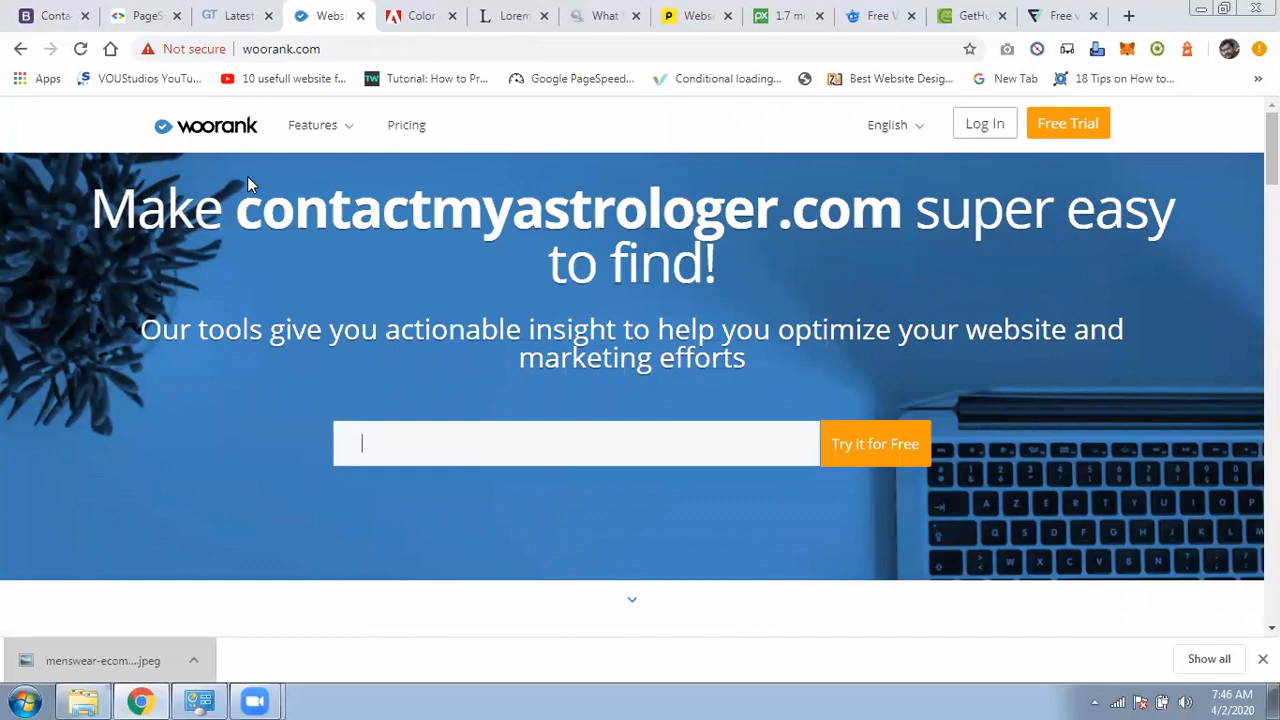 Conta
PageS
GT Latest
Websi
Color
Lorem
What
Websi
1.7 m
Free V
GetHu
Free v
Not secure woorank.com
Apps VOUStudios YouTu... 10 usefull website f... Tutorial: How to Pr... Google PageSpeed... Conditional loading... Best Website Desig... New Tab 18 Tips on How to... »
woorank Features Pricing English Log In Free Trial
Make contactmyastrologer.com super easy
to find!
Our tools give you actionable insight to help you optimize your website and
marketing efforts
Try it for Free
menswear-ecom....jpeg Show all
7:46 AM
4/2/2020